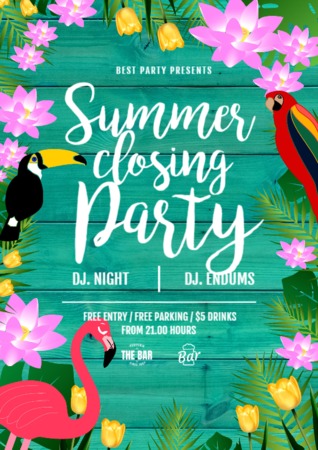 BEST PARTY PRESENTS
Summer
closing
Party
DJ. NIGHT | DJ. ENDUMS
FREE ENTRY / FREE PARKING / $5 DRINKS
FROM 21.00 HOURS
THE BAR
Bar